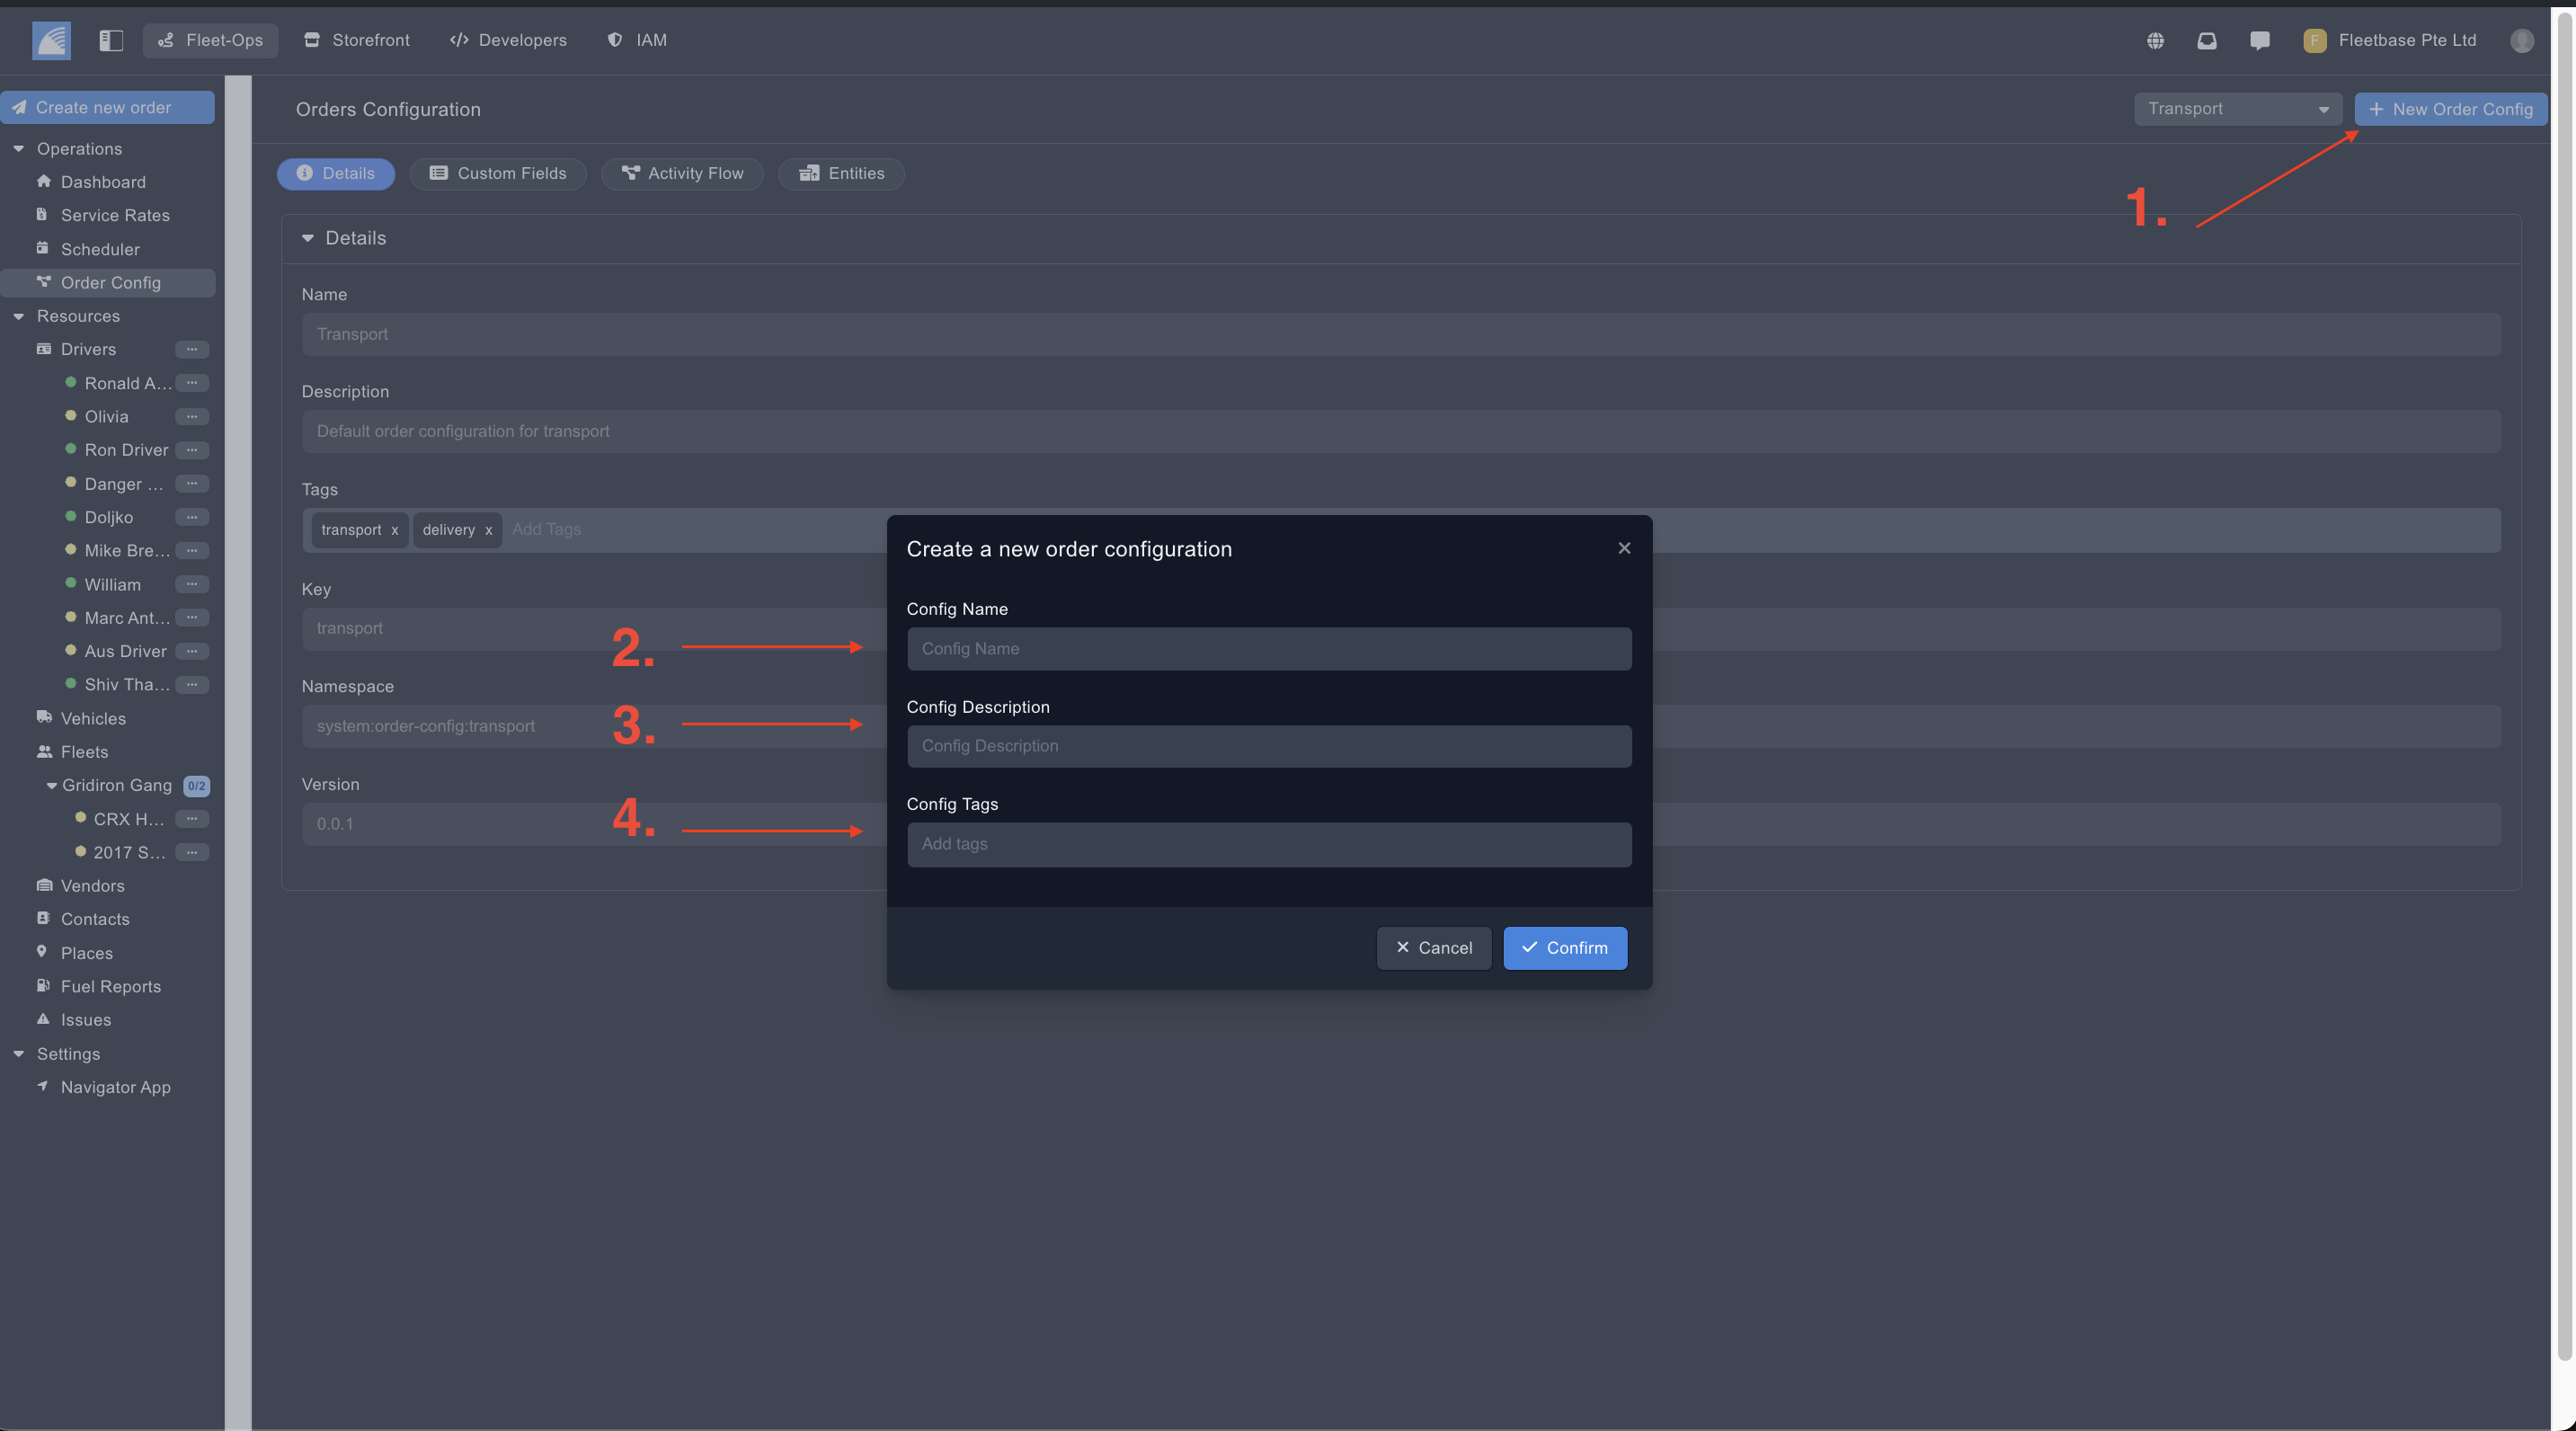 Fleet-Ops
Storefront
Developers
IAM
F
Fleetbase Pte Ltd
Create new order
Operations
Dashboard
Service Rates
Scheduler
Order Config
Resources
Drivers
Ronald A...
Olivia
Ron Driver
Danger ...
Doljko
Mike Bre...
William
Marc Ant...
Aus Driver
Shiv Tha...
Vehicles
Fleets
Gridiron Gang 0/2
CRX H...
2017 S...
Vendors
Contacts
Places
Fuel Reports
Issues
Settings
Navigator App
Orders Configuration
Transport
New Order Config
1.
Details
Custom Fields
Activity Flow
Entities
Details
Name
Transport
Description
Default order configuration for transport
Tags
transport x delivery x Add Tags
Key
transport
Namespace
system:order-config:transport
Version
0.0.1
2.
3.
4.
Create a new order configuration
Config Name
Config Name
Config Description
Config Description
Config Tags
Add tags
Cancel
Confirm